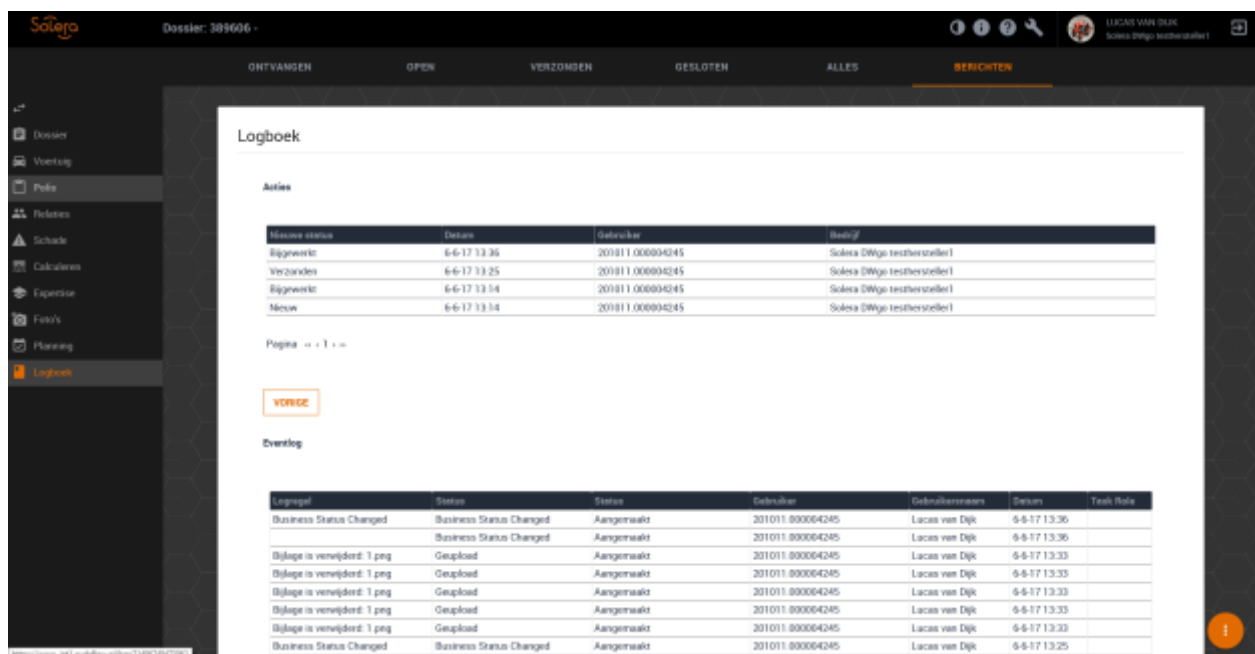 Solera
Dossier: 389606 -
LUCAS VAN DIJK
Solera DWgo testhersteller1
ONTVANGEN OPEN VERZONDEN GESLOTEN ALLES BERICHTEN
Dossier
Voertuig
Polis
Relaties
Schade
Calculeren
Expertise
Foto's
Planning
Logboek
Logboek
Acties
Nieuwe status Datum Gebruiker Bedrijf
Bijgewerkt 6-6-17 13:36 201011.000004245 Solera DWgo testhersteller1
Verzonden 6-6-17 13:25 201011.000004245 Solera DWgo testhersteller1
Bijgewerkt 6-6-17 13:14 201011.000004245 Solera DWgo testhersteller1
Nieuw 6-6-17 13:14 201011.000004245 Solera DWgo testhersteller1
Pagina « ‹ 1 › »
VORIGE
Eventlog
Logregel Status Status Gebruiker Gebruikersnaam Datum Task Role
Business Status Changed Business Status Changed Aangemaakt 201011.000004245 Lucas van Dijk 6-6-17 13:36
Business Status Changed Aangemaakt 201011.000004245 Lucas van Dijk 6-6-17 13:36
Bijlage is verwijderd: 1.png Geupload Aangemaakt 201011.000004245 Lucas van Dijk 6-6-17 13:33
Bijlage is verwijderd: 1.png Geupload Aangemaakt 201011.000004245 Lucas van Dijk 6-6-17 13:33
Bijlage is verwijderd: 1.png Geupload Aangemaakt 201011.000004245 Lucas van Dijk 6-6-17 13:33
Bijlage is verwijderd: 1.png Geupload Aangemaakt 201011.000004245 Lucas van Dijk 6-6-17 13:33
Bijlage is verwijderd: 1.png Geupload Aangemaakt 201011.000004245 Lucas van Dijk 6-6-17 13:33
Business Status Changed Business Status Changed Aangemaakt 201011.000004245 Lucas van Dijk 6-6-17 13:25